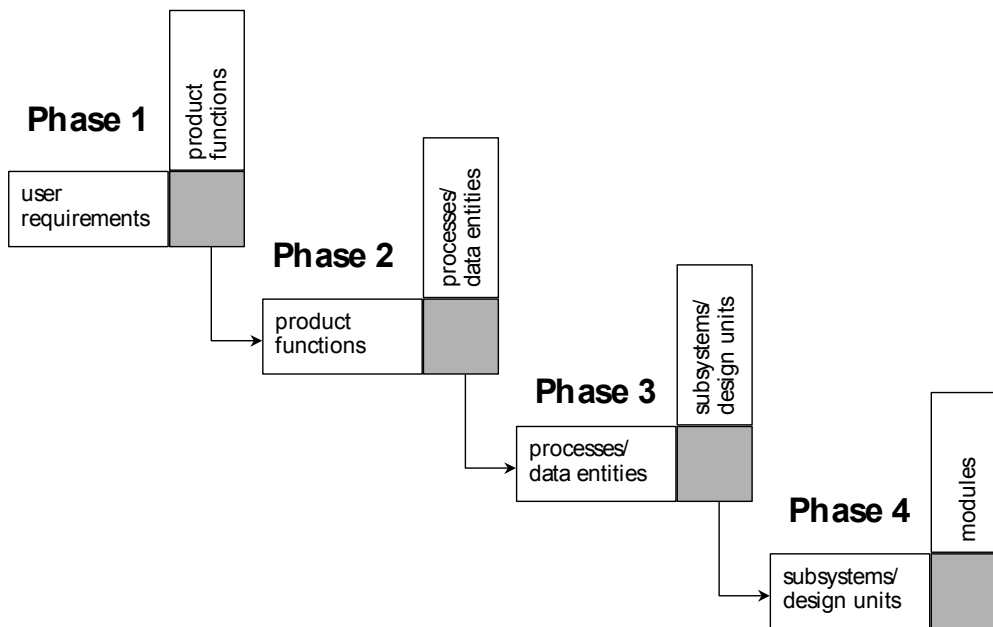 Phase 1
product
functions
user
requirements
Phase 2
processes/
data entities
product
functions
Phase 3
subsystems/
design units
processes/
data entities
Phase 4
modules
subsystems/
design units